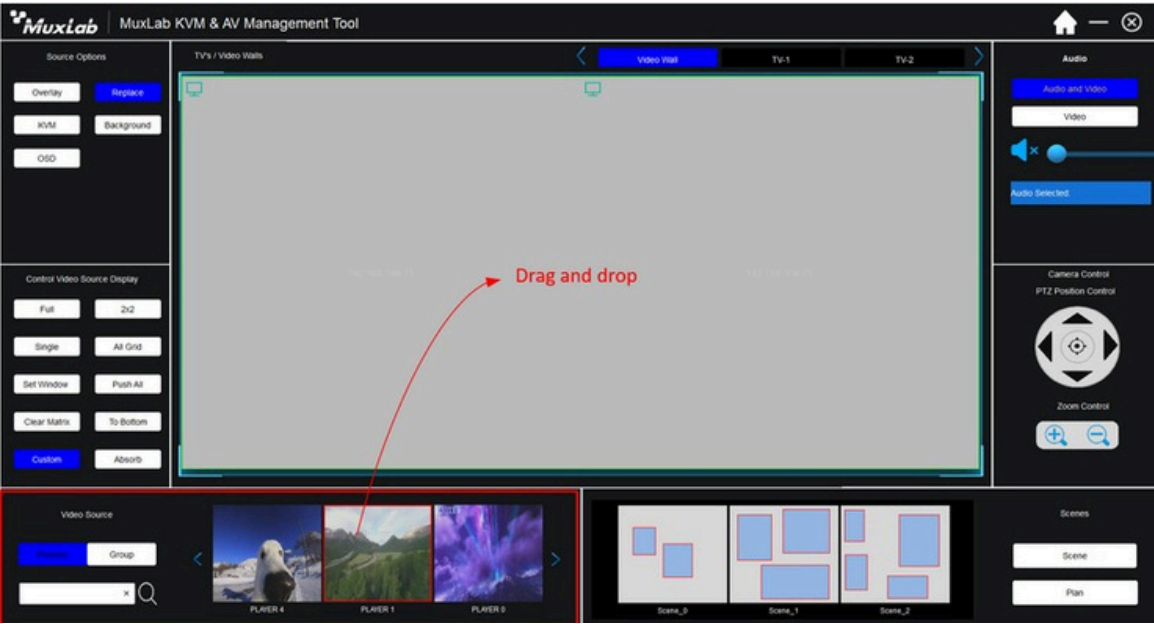 MuxLab MuxLab KVM & AV Management Tool
Source Options
Overlay Replace
KVM Background
OSD
TV's / Video Walls
Video Wall TV-1 TV-2
Audio
Audio and Video
Video
Audio Selected
Drag and drop
Control Video Source Display
Full 2x2
Single All Grid
Set Window Push All
Clear Matrix To Bottom
Custom Absorb
Camera Control
PTZ Position Control
Zoom Control
Video Source
Group
PLAYER 4 PLAYER 1 PLAYER 0
Scene_0 Scene_1 Scene_2
Scenes
Scene
Plan